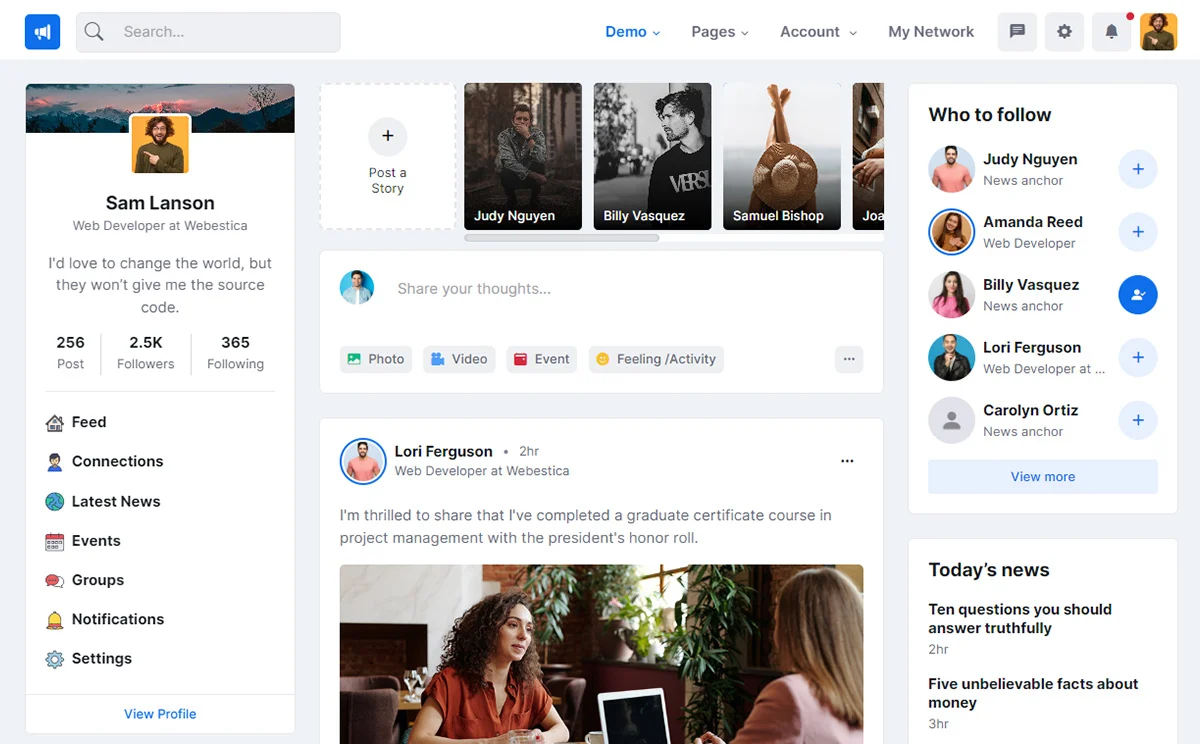 Search...
Demo
Pages
Account
My Network
Sam Lanson
Web Developer at Webestica
I'd love to change the world, but
they won't give me the source
code.
256
Post
2.5K
Followers
365
Following
Feed
Connections
Latest News
Events
Groups
Notifications
Settings
View Profile
Post a
Story
Judy Nguyen
VERSU
Billy Vasquez
Samuel Bishop
Joa
Share your thoughts...
Photo
Video
Event
Feeling /Activity
Lori Ferguson • 2hr
Web Developer at Webestica
I'm thrilled to share that I've completed a graduate certificate course in
project management with the president's honor roll.
Who to follow
Judy Nguyen
News anchor
Amanda Reed
Web Developer
Billy Vasquez
News anchor
Lori Ferguson
Web Developer at ...
Carolyn Ortiz
News anchor
View more
Today's news
Ten questions you should
answer truthfully
2hr
Five unbelievable facts about
money
3hr